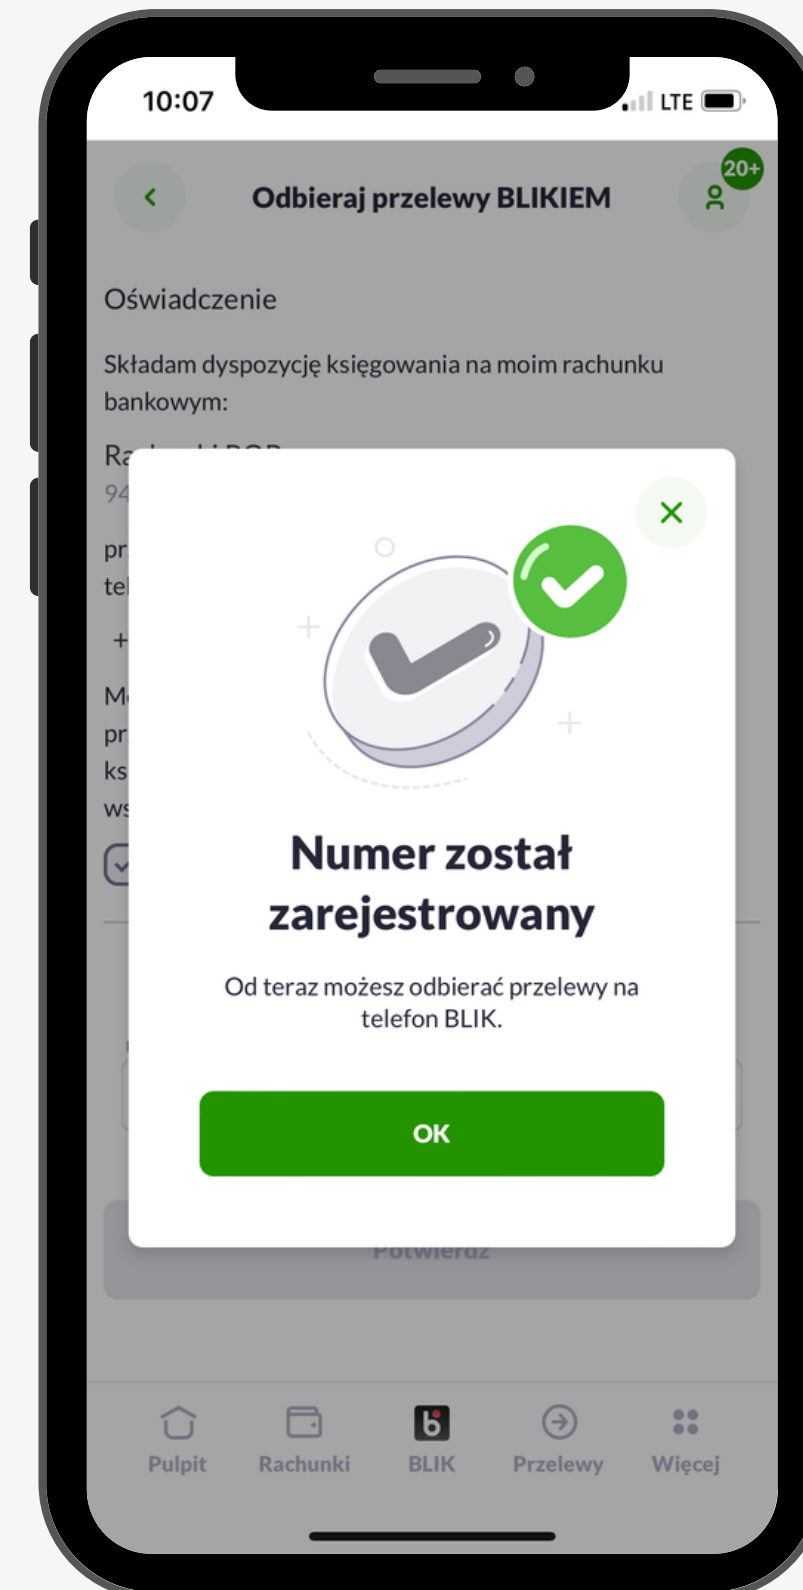 10:07
LTE
20+
Odbieraj przelewy BLIKIEM
Oświadczenie
Składam dyspozycję księgowania na moim rachunku
bankowym:
94
+
Numer został
zarejestrowany
Od teraz możesz odbierać przelewy na
telefon BLIK.
OK
Potwierdź
Pulpit
Rachunki
BLIK
Przelewy
Więcej